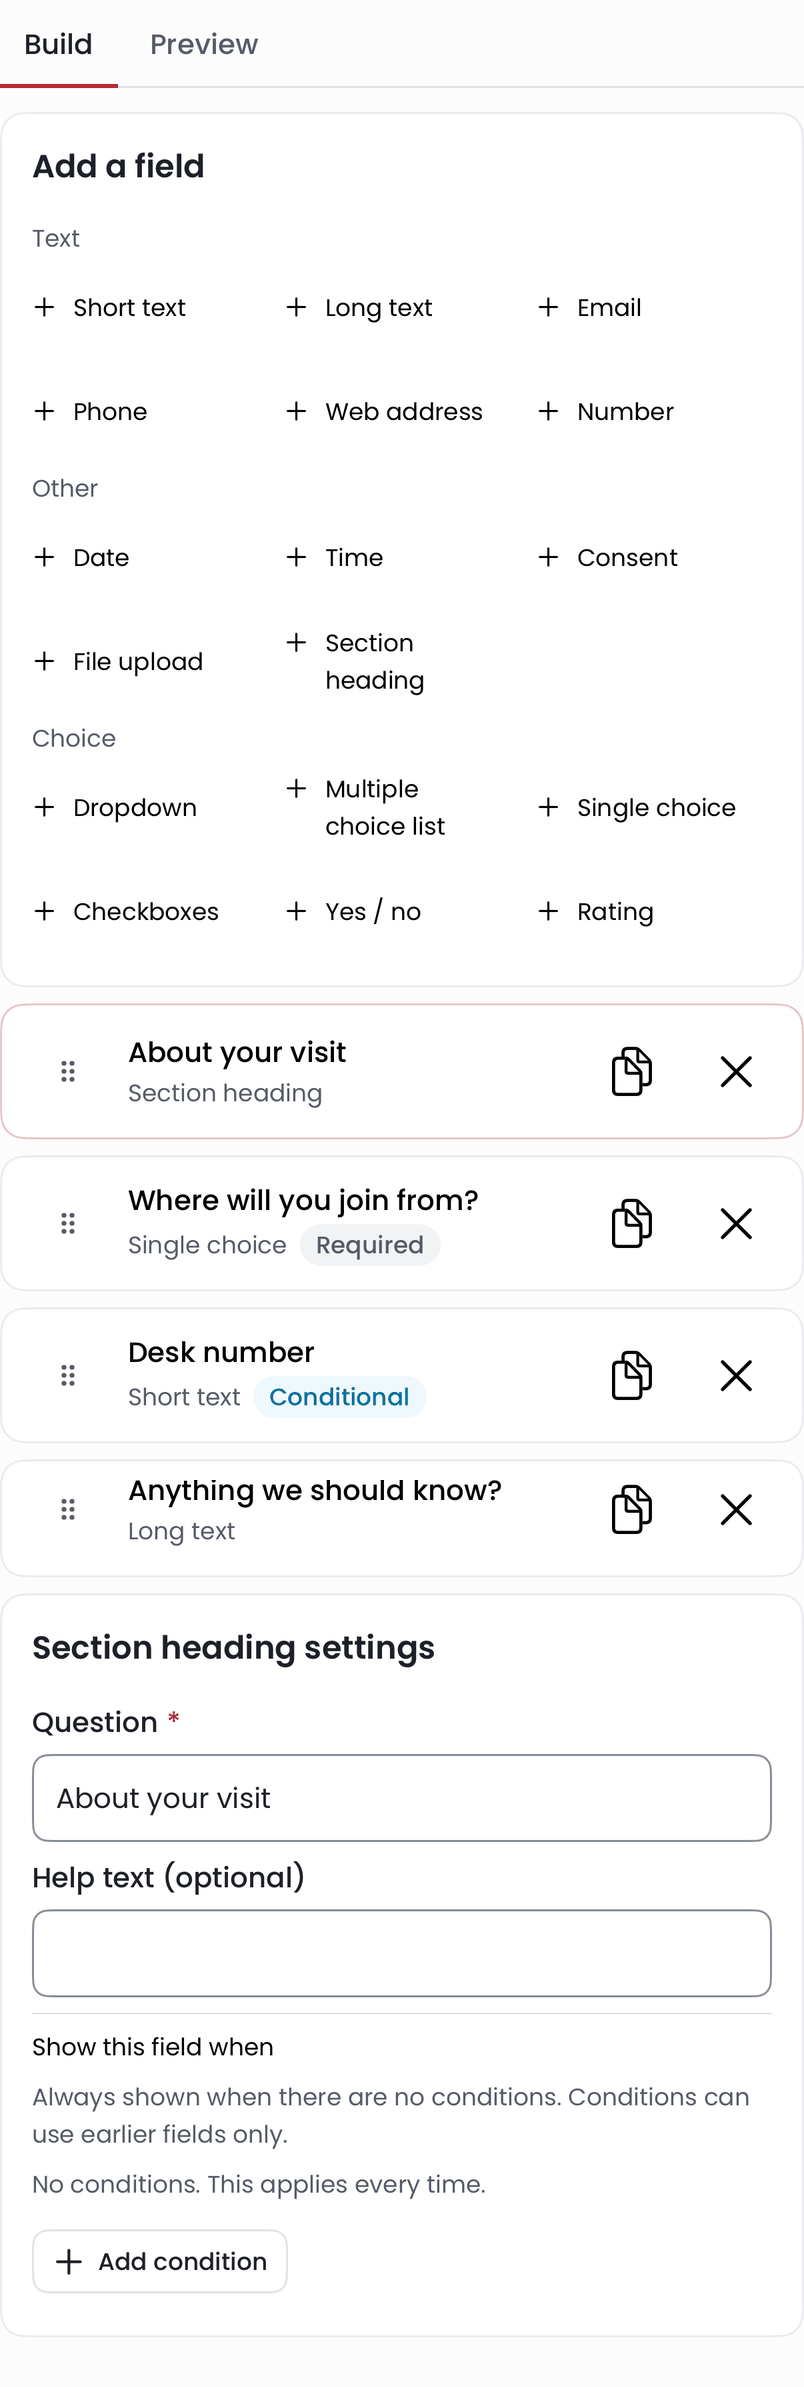 Build Preview
Add a field
Text
Short text Long text Email
Phone Web address Number
Other
Date Time Consent
File upload Section
heading
Choice
Dropdown Multiple
choice list Single choice
Checkboxes Yes / no Rating
About your visit
Section heading
Where will you join from?
Single choice Required
Desk number
Short text Conditional
Anything we should know?
Long text
Section heading settings
Question *
About your visit
Help text (optional)
Show this field when
Always shown when there are no conditions. Conditions can
use earlier fields only.
No conditions. This applies every time.
Add condition